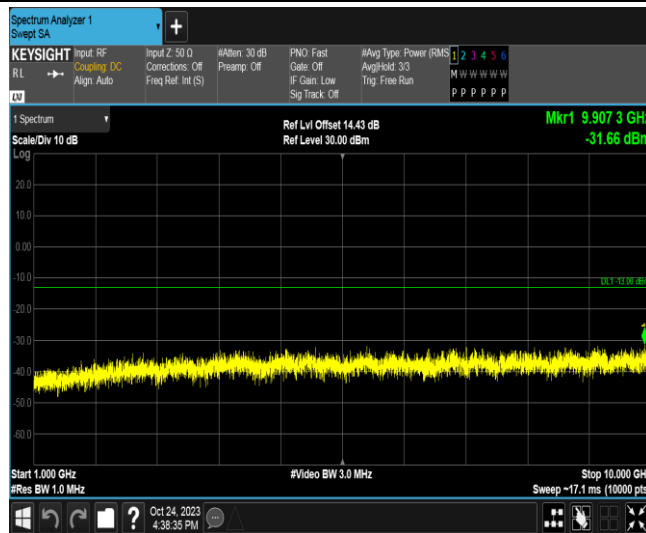 Spectrum Analyzer 1
Swept SA
+
KEYSIGHT Input: RF Input Z: 50 Ω #Atten: 30 dB PNO: Fast #Avg Type: Power (RMS 1 2 3 4 5 6
RL Coupling: DC Corrections: Off Preamp: Off Gate: Off Avg|Hold: 3/3 M W W W W W
Align: Auto Freq Ref: Int (S) IF Gain: Low Trig: Free Run
LXI Sig Track: Off P P P P P P
1 Spectrum Ref Lvl Offset 14.43 dB Mkr1 9.907 3 GHz
Scale/Div 10 dB Ref Level 30.00 dBm -31.66 dBm
Log
20.0
10.0
0.00
-10.0
DL1 -13.00 dBm
-20.0
-30.0
-40.0
-50.0
-60.0
Start 1.000 GHz #Video BW 3.0 MHz Stop 10.000 GHz
#Res BW 1.0 MHz Sweep ~17.1 ms (10000 pts
? Oct 24, 2023
4:38:35 PM